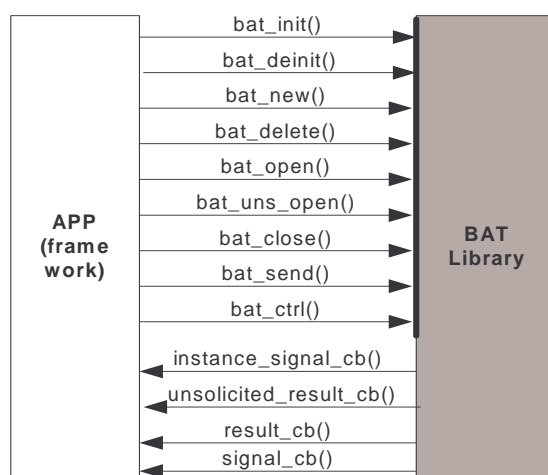 bat_init()
bat_deinit()
bat_new()
bat_delete()
bat_open()
bat_uns_open()
bat_close()
bat_send()
bat_ctrl()
instance_signal_cb()
unsolicited_result_cb()
result_cb()
signal_cb()
APP
(frame
work)
BAT
Library